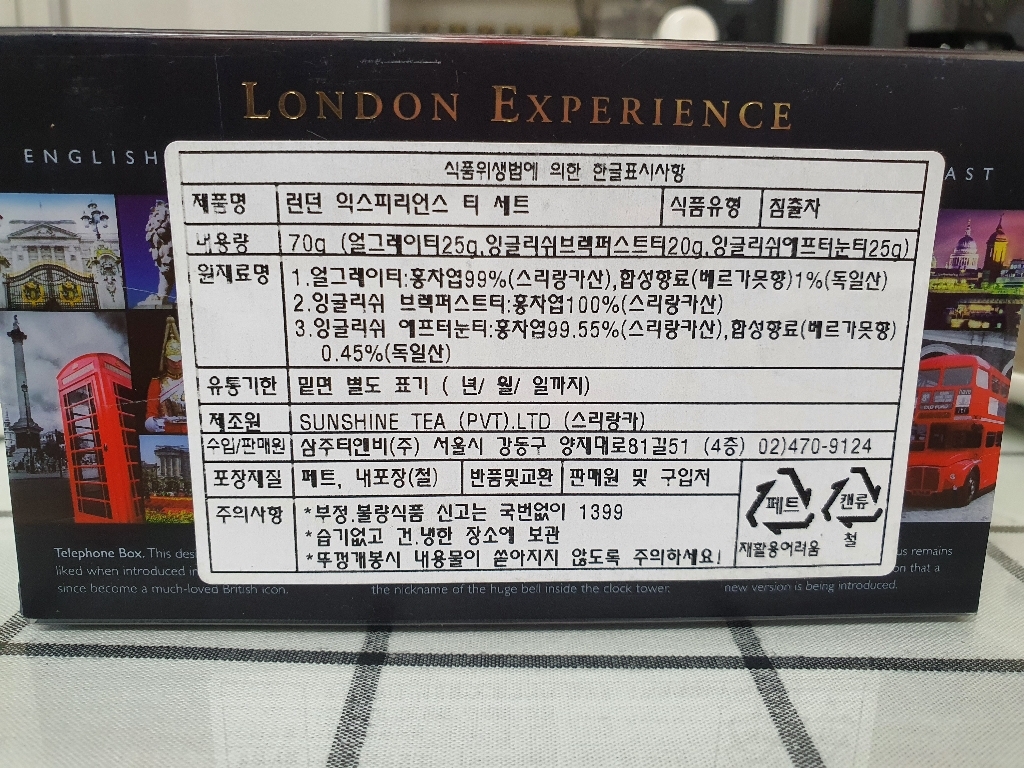 LONDON EXPERIENCE
ENGLISH AST
식품위생법에 의한 한글표시사항
제품명 런던 익스피리언스 티 세트 식품유형 침출차
내용량 70g (얼그레이티25g,잉글리쉬브렉퍼스트티20g,잉글리쉬에프터눈티25g)
원재료명 1.얼그레이티:홍차엽99%(스리랑카산),합성향료(베르가못향)1%(독일산)
2.잉글리쉬 브렉퍼스트티:홍차엽100%(스리랑카산)
3.잉글리쉬 에프터눈티:홍차엽99.55%(스리랑카산),합성향료(베르가못향)
0.45%(독일산)
유통기한 밑면 별도 표기 ( 년/ 월/ 일까지)
제조원 SUNSHINE TEA (PVT).LTD (스리랑카)
수입/판매원 삼주티앤비(주) 서울시 강동구 양재대로81길51 (4층) 02)470-9124
포장재질 페트, 내포장(철) 반품및교환 판매원 및 구입처
주의사항 *부정.불량식품 신고는 국번없이 1399
*습기없고 건.냉한 장소에 보관
*뚜껑개봉시 내용물이 쏟아지지 않도록 주의하세요!
페트 캔류
재활용어려움 철
Telephone Box. This des
liked when introduced in
since become a much-loved British icon.
the nickname of the huge bell inside the clock tower.
us remains
on that a
new version is being introduced.